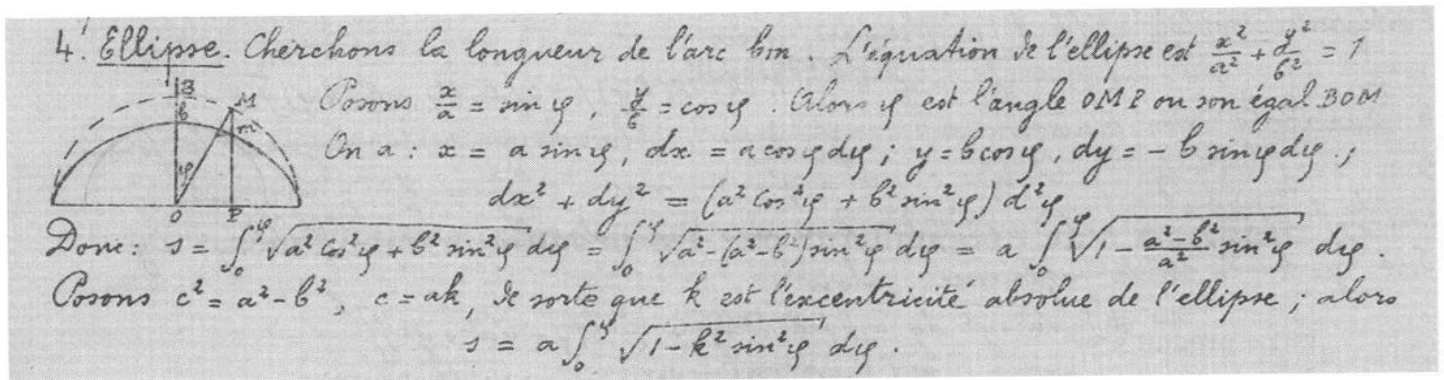 4. Ellipse. Cherchons la longueur de l'arc bm. L'équation de l'ellipse est x²/a² + y²/b² = 1
B
M
b
m
φ
O
P
Posons x/a = sin φ, y/b = cos φ. Alors φ est l'angle OMP ou son égal BOM
On a : x = a sin φ, dx = a cos φ dφ ; y = b cos φ, dy = - b sin φ dφ ;
dx² + dy² = (a² cos² φ + b² sin² φ) d²φ
Donc : s = ∫₀^φ √(a² cos² φ + b² sin² φ) dφ = ∫₀^φ √(a² - (a² - b²) sin² φ) dφ = a ∫₀^φ √(1 - (a² - b²)/a² sin² φ) dφ.
Posons c² = a² - b², c = ak, de sorte que k est l'excentricité absolue de l'ellipse ; alors
s = a ∫₀^φ √(1 - k² sin² φ) dφ.